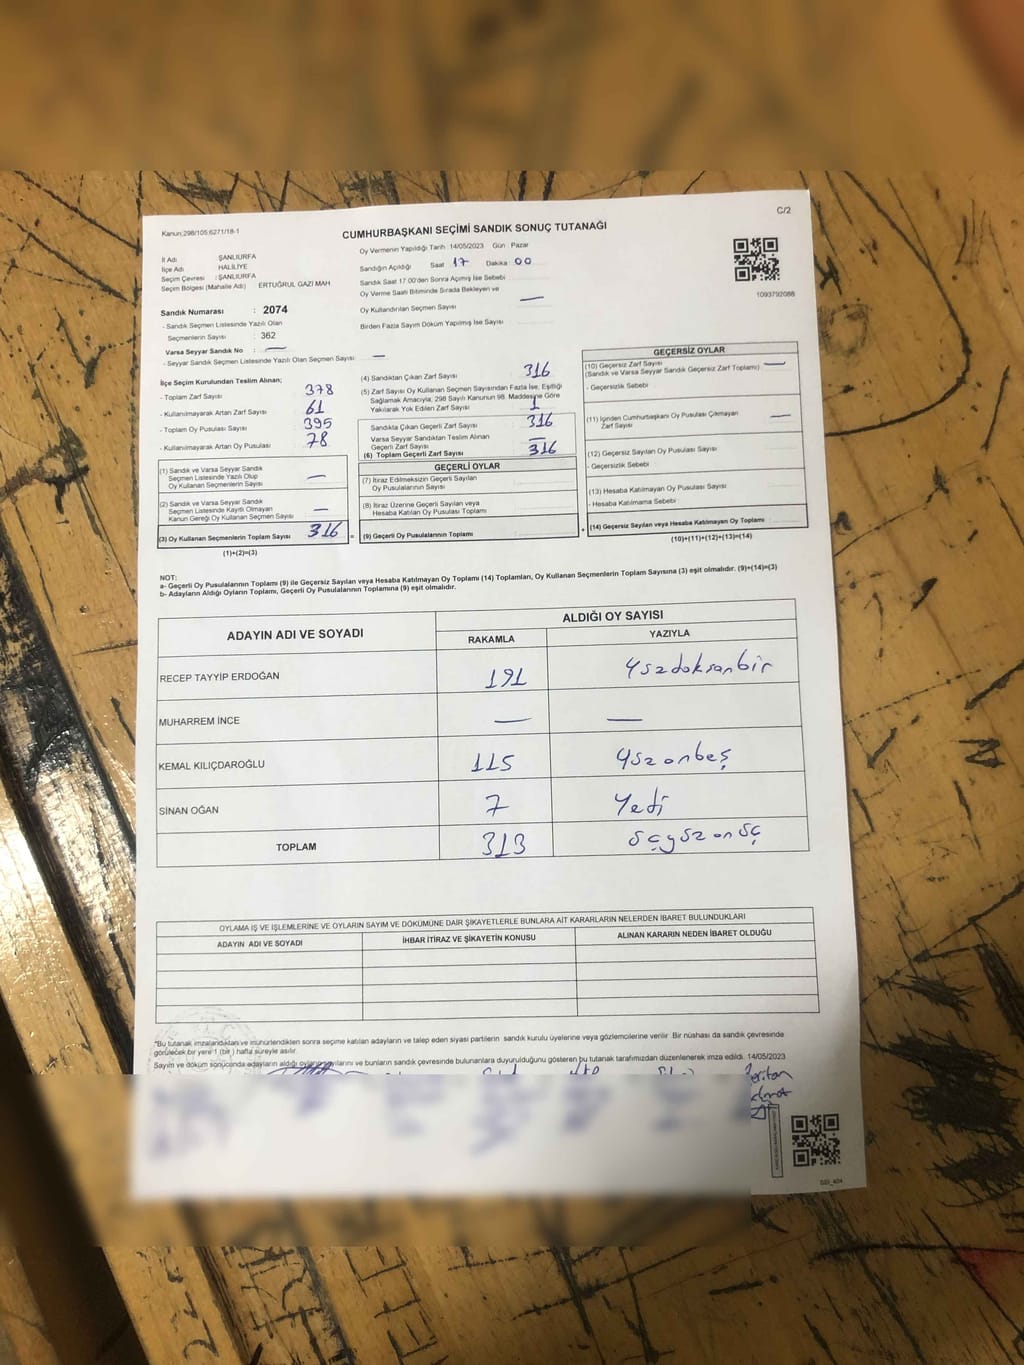 C/2
Kanun:298/105;6271/18-1
CUMHURBAŞKANI SEÇİMİ SANDIK SONUÇ TUTANAĞI
İl Adı : ŞANLIURFA
İlçe Adı : HALİLİYE
Seçim Çevresi : ŞANLIURFA
Seçim Bölgesi (Mahalle Adı) ERTUĞRUL GAZİ MAH.
Oy Vermenin Yapıldığı Tarih :14/05/2023 Gün Pazar
Sandığın Açıldığı Saat 17 Dakika 00
Sandık Saat 17:00'den Sonra Açılmış İse Sebebi
Oy Verme Saati Bitiminde Sırada Bekleyen ve
Oy Kullandırılan Seçmen Sayısı —
Birden Fazla Sayım Döküm Yapılmış İse Sayısı
1093792088
Sandık Numarası : 2074
- Sandık Seçmen Listesinde Yazılı Olan
Seçmenlerin Sayısı : 362
Varsa Seyyar Sandık No : —
- Seyyar Sandık Seçmen Listesinde Yazılı Olan Seçmen Sayısı —
İlçe Seçim Kurulundan Teslim Alınan;
- Toplam Zarf Sayısı 378
- Kullanılmayarak Artan Zarf Sayısı 61
- Toplam Oy Pusulası Sayısı 395
- Kullanılmayarak Artan Oy Pusulası 78
(1) Sandık ve Varsa Seyyar Sandık
Seçmen Listesinde Yazılı Olup
Oy Kullanan Seçmenlerin Sayısı —
(2) Sandık ve Varsa Seyyar Sandık
Seçmen Listesinde Kayıtlı Olmayan
Kanun Gereği Oy Kullanan Seçmen Sayısı —
(3) Oy Kullanan Seçmenlerin Toplam Sayısı 316 =
(1)+(2)=(3)
(4) Sandıktan Çıkan Zarf Sayısı 316
(5) Zarf Sayısı Oy Kullanan Seçmen Sayısından Fazla İse, Eşitliği
Sağlamak Amacıyla, 298 Sayılı Kanunun 98. Maddesine Göre
Yakılarak Yok Edilen Zarf Sayısı 1
Sandıkta Çıkan Geçerli Zarf Sayısı 316
Varsa Seyyar Sandıktan Teslim Alınan
Geçerli Zarf Sayısı —
(6) Toplam Geçerli Zarf Sayısı 316
GEÇERLİ OYLAR
(7) İtiraz Edilmeksizin Geçerli Sayılan
Oy Pusulalarının Sayısı
(8) İtiraz Üzerine Geçerli Sayılan veya
Hesaba Katılan Oy Pusulası Toplamı
(9) Geçerli Oy Pusulalarının Toplamı +
GEÇERSİZ OYLAR
(10) Geçersiz Zarf Sayısı —
(Sandık ve Varsa Seyyar Sandık Geçersiz Zarf Toplamı)
- Geçersizlik Sebebi
(11) İçinden Cumhurbaşkanı Oy Pusulası Çıkmayan
Zarf Sayısı —
(12) Geçersiz Sayılan Oy Pusulası Sayısı
- Geçersizlik Sebebi :
(13) Hesaba Katılmayan Oy Pusulası Sayısı
- Hesaba Katılmama Sebebi
(14) Geçersiz Sayılan veya Hesaba Katılmayan Oy Toplamı
(10)+(11)+(12)+(13)=(14)
NOT:
a- Geçerli Oy Pusulalarının Toplamı (9) ile Geçersiz Sayılan veya Hesaba Katılmayan Oy Toplamı (14) Toplamları, Oy Kullanan Seçmenlerin Toplam Sayısına (3) eşit olmalıdır. (9)+(14)=(3)
b- Adayların Aldığı Oyların Toplamı, Geçerli Oy Pusulalarının Toplamına (9) eşit olmalıdır.
ADAYIN ADI VE SOYADI ALDIĞI OY SAYISI
RAKAMLA YAZIYLA
RECEP TAYYİP ERDOĞAN 191 Yüzdoksanbir
MUHARREM İNCE — —
KEMAL KILIÇDAROĞLU 115 Yüzonbeş
SİNAN OĞAN 7 Yedi
TOPLAM 313 üçyüzonüç
OYLAMA İŞ VE İŞLEMLERİNE VE OYLARIN SAYIM VE DÖKÜMÜNE DAİR ŞİKAYETLERLE BUNLARA AİT KARARLARIN NELERDEN İBARET BULUNDUKLARI
ADAYIN ADI VE SOYADI İHBAR İTİRAZ VE ŞİKAYETİN KONUSU ALINAN KARARIN NEDEN İBARET OLDUĞU
*Bu tutanak imzalandıktan ve mühürlendikten sonra seçime katılan adayların ve talep eden siyasi partilerin sandık kurulu üyelerine veya gözlemcilerine verilir. Bir nüshası da sandık çevresinde
görülecek bir yere 1 (bir) hafta süreyle asılır.
Sayım ve döküm sonucunda adayların aldığı oyların sayılarını ve bunların sandık çevresinde bulunanlara duyurulduğunu gösteren bu tutanak tarafımızdan düzenlenerek imza edildi. 14/05/2023